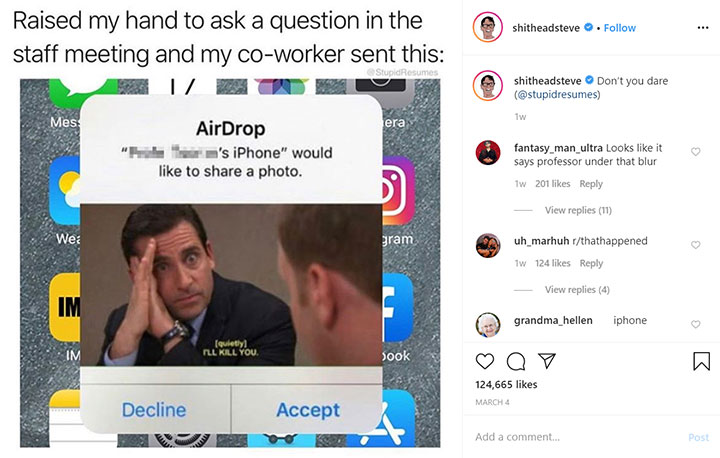 Raised my hand to ask a question in the
staff meeting and my co-worker sent this:
@StupidResumes
17
Mess
era
AirDrop
's iPhone" would
like to share a photo.
Wea
gram
[quietly]
I'LL KILL YOU.
IM
f
IM
ook
Decline
Accept
shitheadsteve • Follow
shitheadsteve Don't you dare
(@stupidresumes)
1w
fantasy_man_ultra Looks like it
says professor under that blur
1w 201 likes Reply
View replies (11)
uh_marhuh r/thathappened
1w 124 likes Reply
View replies (4)
grandma_hellen iphone
124,665 likes
MARCH 4
Add a comment...
Post